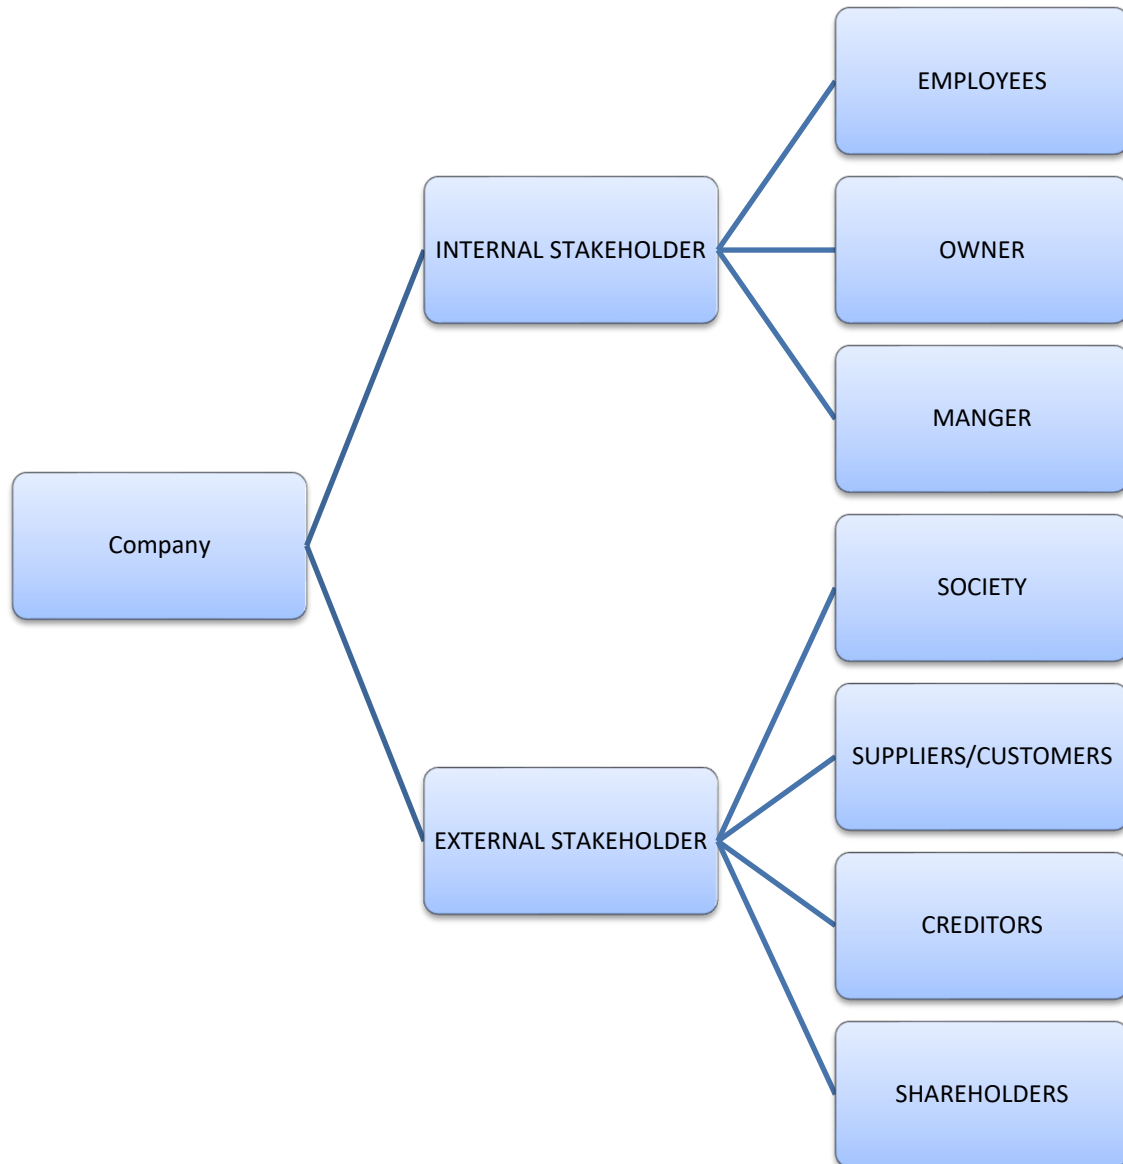 EMPLOYEES
INTERNAL STAKEHOLDER
OWNER
MANGER
Company
SOCIETY
SUPPLIERS/CUSTOMERS
EXTERNAL STAKEHOLDER
CREDITORS
SHAREHOLDERS